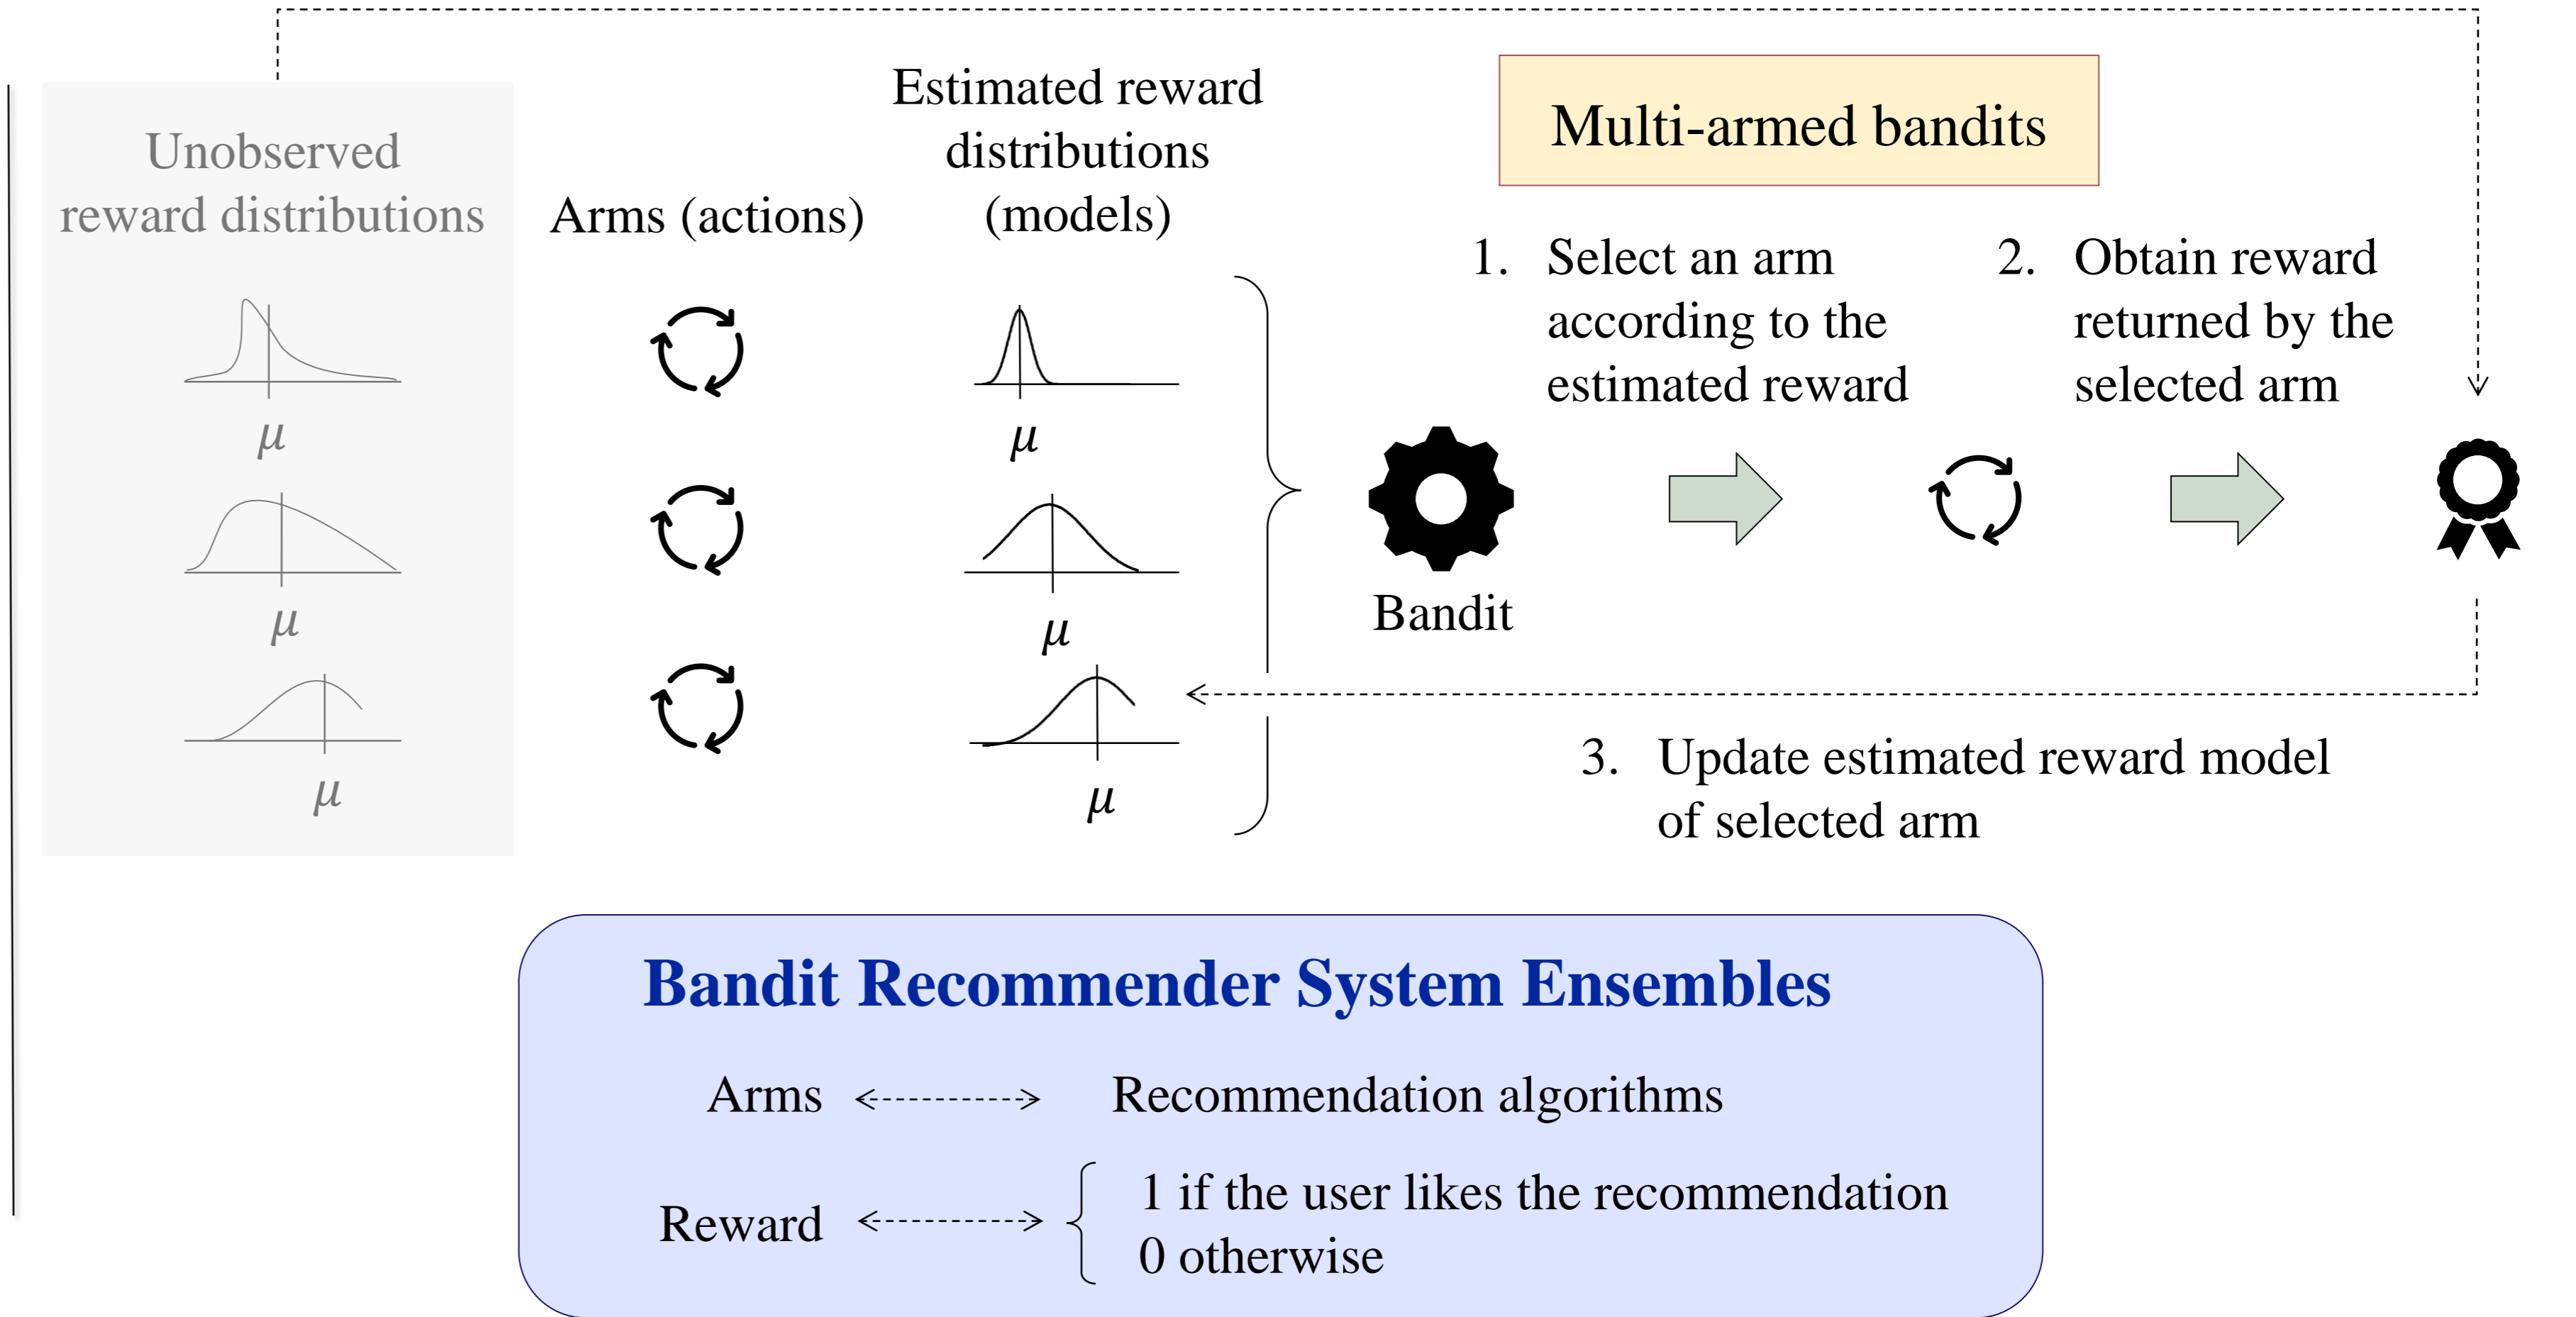 Unobserved
reward distributions
μ
μ
μ
Arms (actions)
Estimated reward
distributions
(models)
μ
μ
μ
Multi-armed bandits
Bandit
1. Select an arm
according to the
estimated reward
2. Obtain reward
returned by the
selected arm
3. Update estimated reward model
of selected arm
Bandit Recommender System Ensembles
Arms Recommendation algorithms
Reward
1 if the user likes the recommendation
0 otherwise